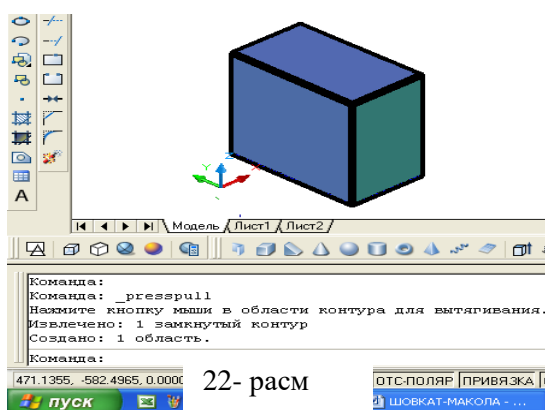 A
Y Z X
Модель Лист1 Лист2
Команда:
Команда: _presspull
Нажмите кнопку мыши в области контура для вытягивания.
Извлечено: 1 замкнутый контур
Создано: 1 область.
Команда:
471.1355, -582.4965, 0.0000
22- расм
ОТС-ПОЛЯР ПРИВЯЗКА
пуск
ШОВКАТ-МАКОЛА - ...